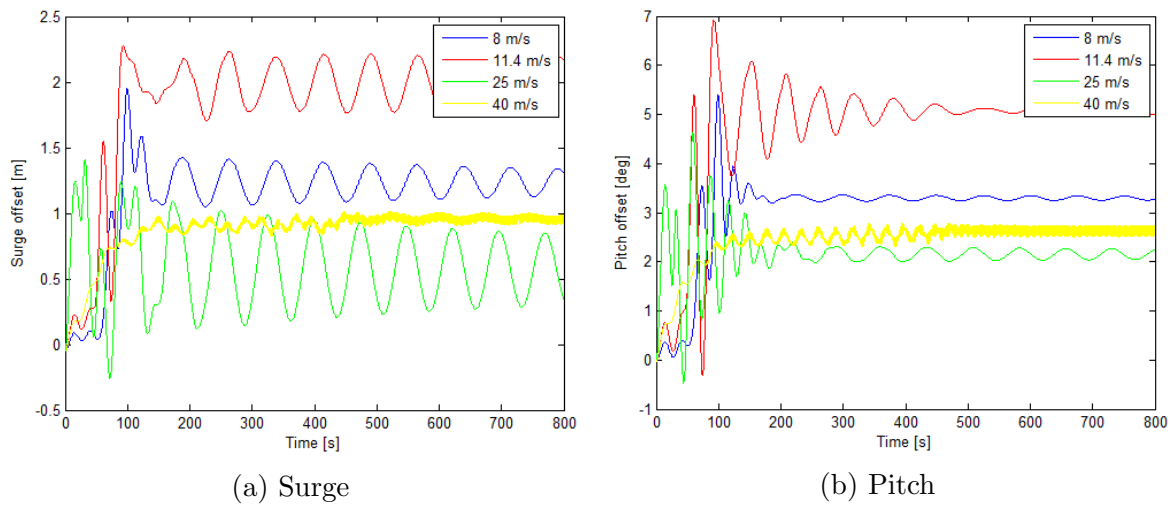 2.5
2
1.5
1
0.5
0
-0.5
Surge offset [m]
0 100 200 300 400 500 600 700 800
Time [s]
8 m/s
11.4 m/s
25 m/s
40 m/s
(a) Surge
7
6
5
4
3
2
1
0
-1
Pitch offset [deg]
0 100 200 300 400 500 600 700 800
Time [s]
8 m/s
11.4 m/s
25 m/s
40 m/s
(b) Pitch